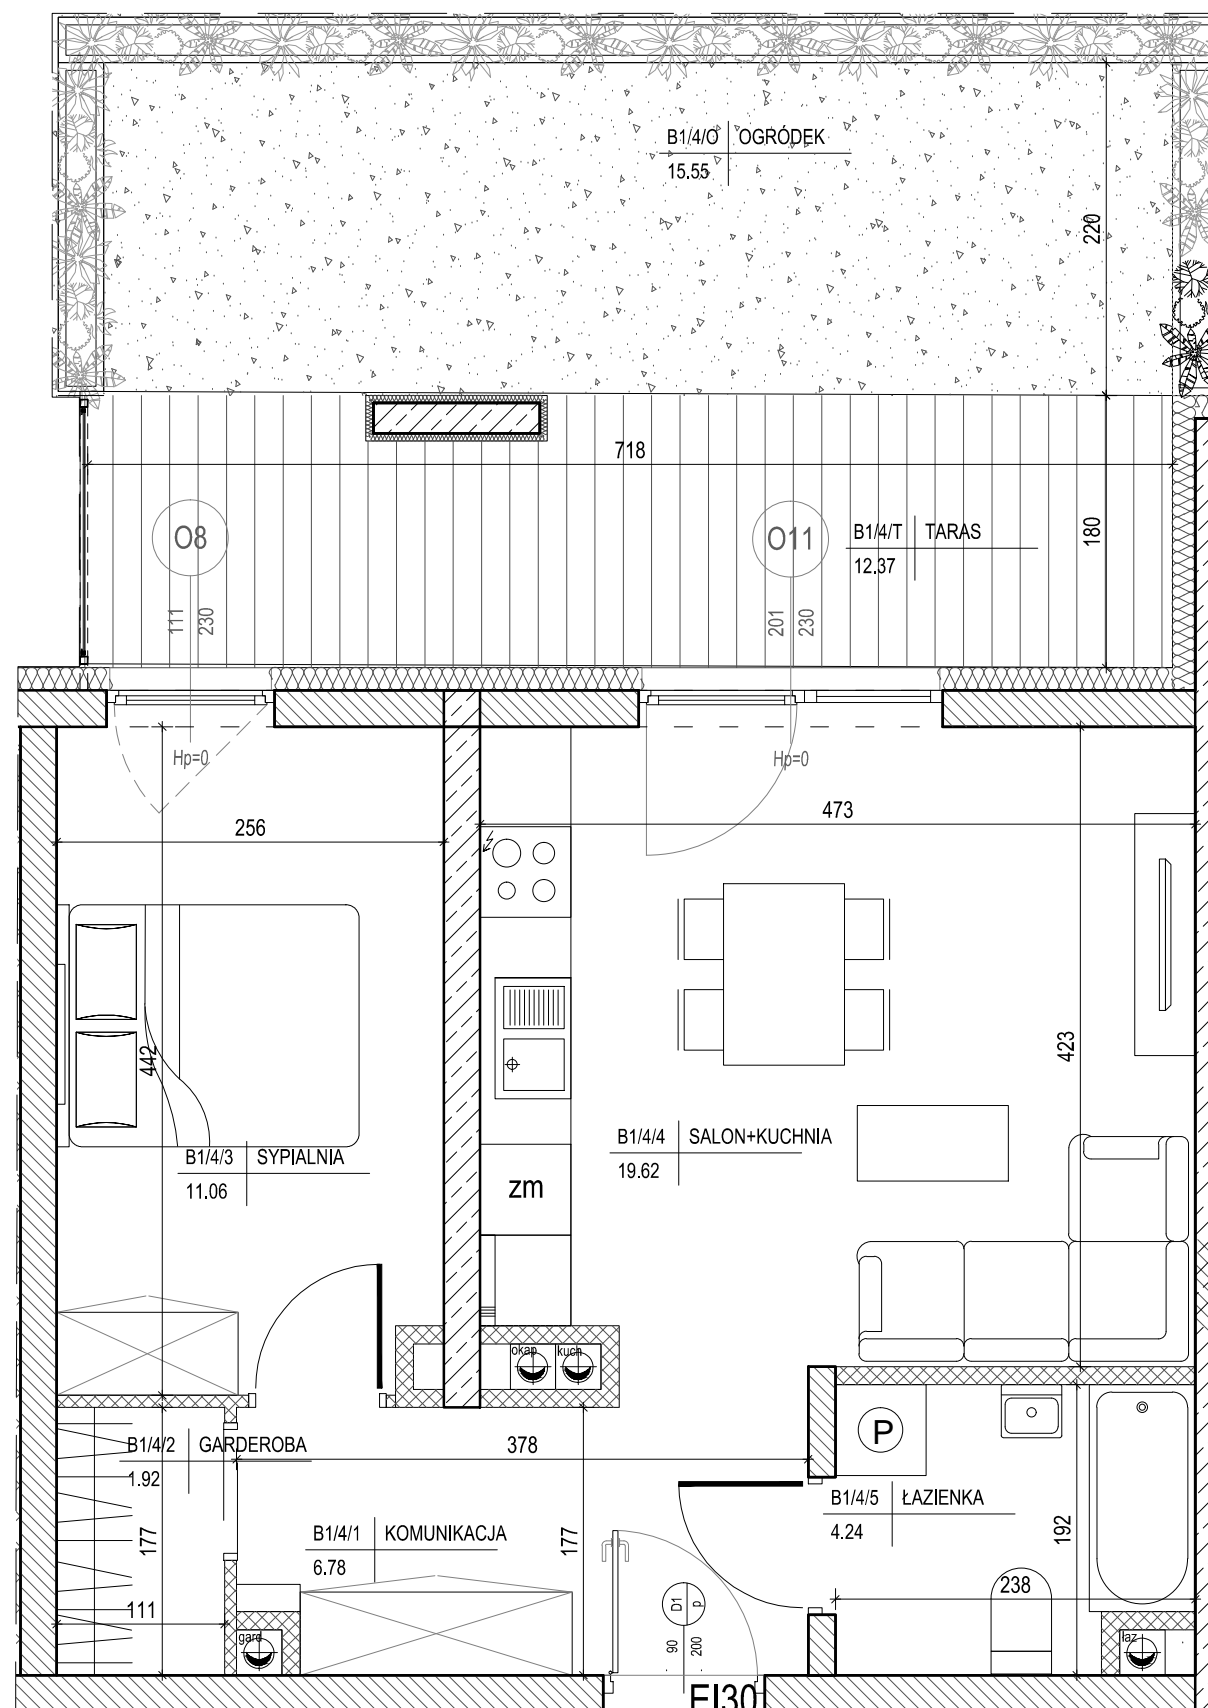 B1/4/O OGRÓDEK
15.55
220
718
O8
O11
B1/4/T TARAS
12.37
180
111
230
201
230
Hp=0
Hp=0
256
473
442
423
B1/4/4 SALON+KUCHNIA
19.62
B1/4/3 SYPIALNIA
11.06
zm
okap
kuch
P
B1/4/2 GARDEROBA
1.92
378
B1/4/5 ŁAZIENKA
4.24
B1/4/1 KOMUNIKACJA
6.78
177
177
192
111
238
D1
p
90
200
gard
łaz
EI30